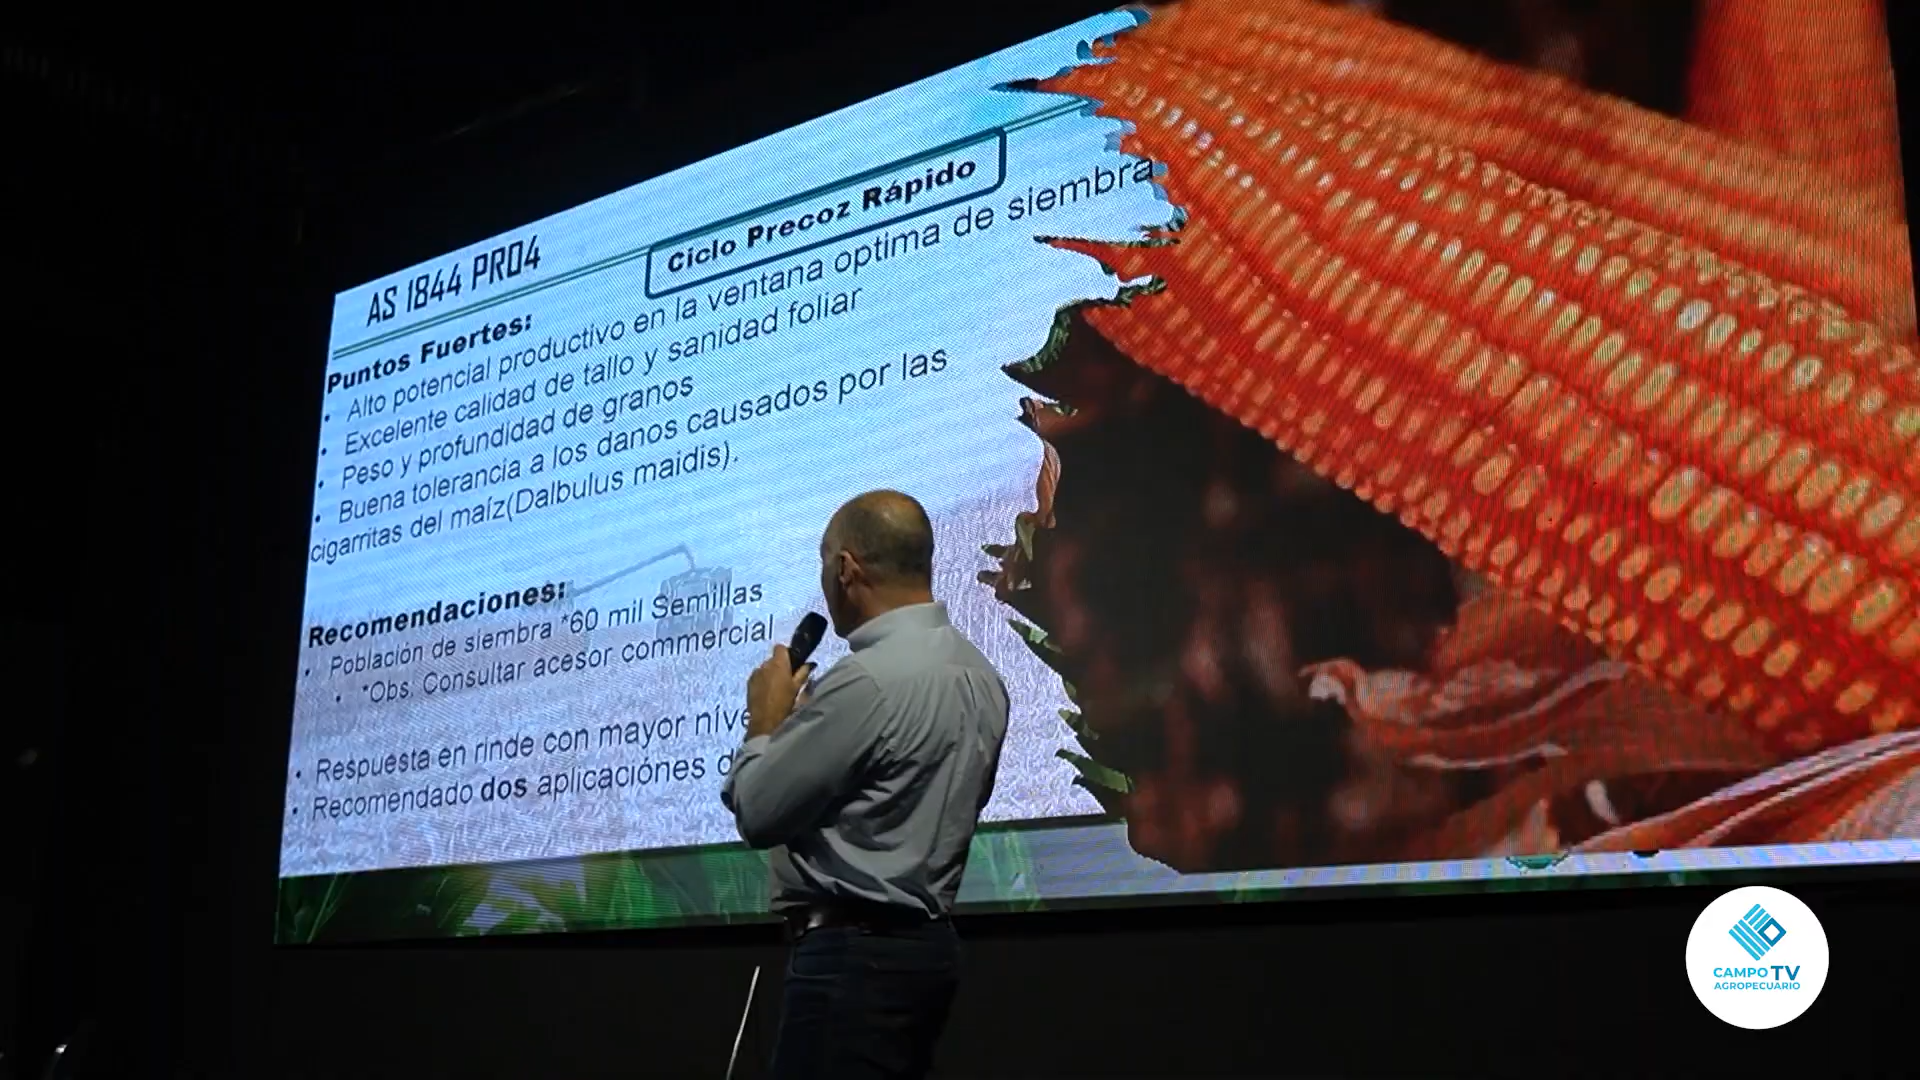 AS 1844 PRO4
Ciclo Precoz Rápido
Puntos Fuertes:
• Alto potencial productivo en la ventana optima de siembra
• Excelente calidad de tallo y sanidad foliar
• Peso y profundidad de granos
• Buena tolerancia a los danos causados por las
cigarritas del maíz(Dalbulus maidis).
Recomendaciones:
• Población de siembra *60 mil Semillas
• *Obs. Consultar acesor commercial
• Respuesta en rinde con mayor
• Recomendado dos aplicaciónes
CAMPO TV
AGROPECUARIO